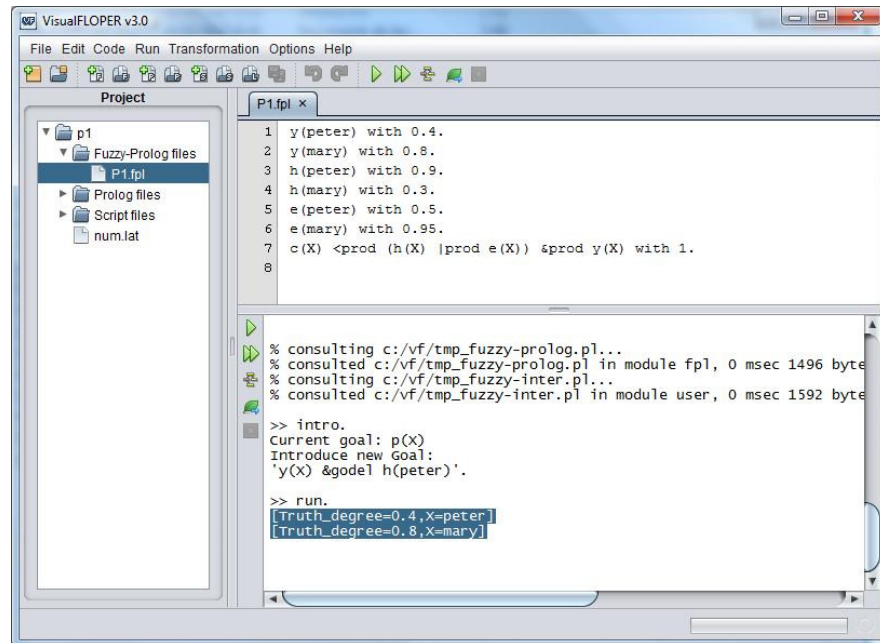 VisualFLOPER v3.0
File Edit Code Run Transformation Options Help
Project
p1
Fuzzy-Prolog files
P1.fpl
Prolog files
Script files
num.lat
P1.fpl ×
1 y(peter) with 0.4.
2 y(mary) with 0.8.
3 h(peter) with 0.9.
4 h(mary) with 0.3.
5 e(peter) with 0.5.
6 e(mary) with 0.95.
7 c(X) <prod (h(X) |prod e(X)) &prod y(X) with 1.
8
% consulting c:/vf/tmp_fuzzy-prolog.pl...
% consulted c:/vf/tmp_fuzzy-prolog.pl in module fpl, 0 msec 1496 byte
% consulting c:/vf/tmp_fuzzy-inter.pl...
% consulted c:/vf/tmp_fuzzy-inter.pl in module user, 0 msec 1592 byte
>> intro.
Current goal: p(X)
Introduce new Goal:
'y(X) &godel h(peter)'.
>> run.
[Truth_degree=0.4,X=peter]
[Truth_degree=0.8,X=mary]